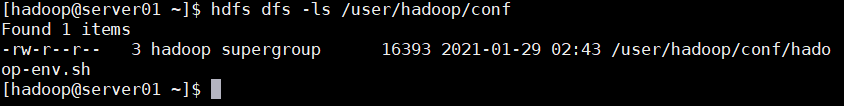 [hadoop@server01 ~]$ hdfs dfs -ls /user/hadoop/conf
Found 1 items
-rw-r--r--   3 hadoop supergroup      16393 2021-01-29 02:43 /user/hadoop/conf/hado
op-env.sh
[hadoop@server01 ~]$